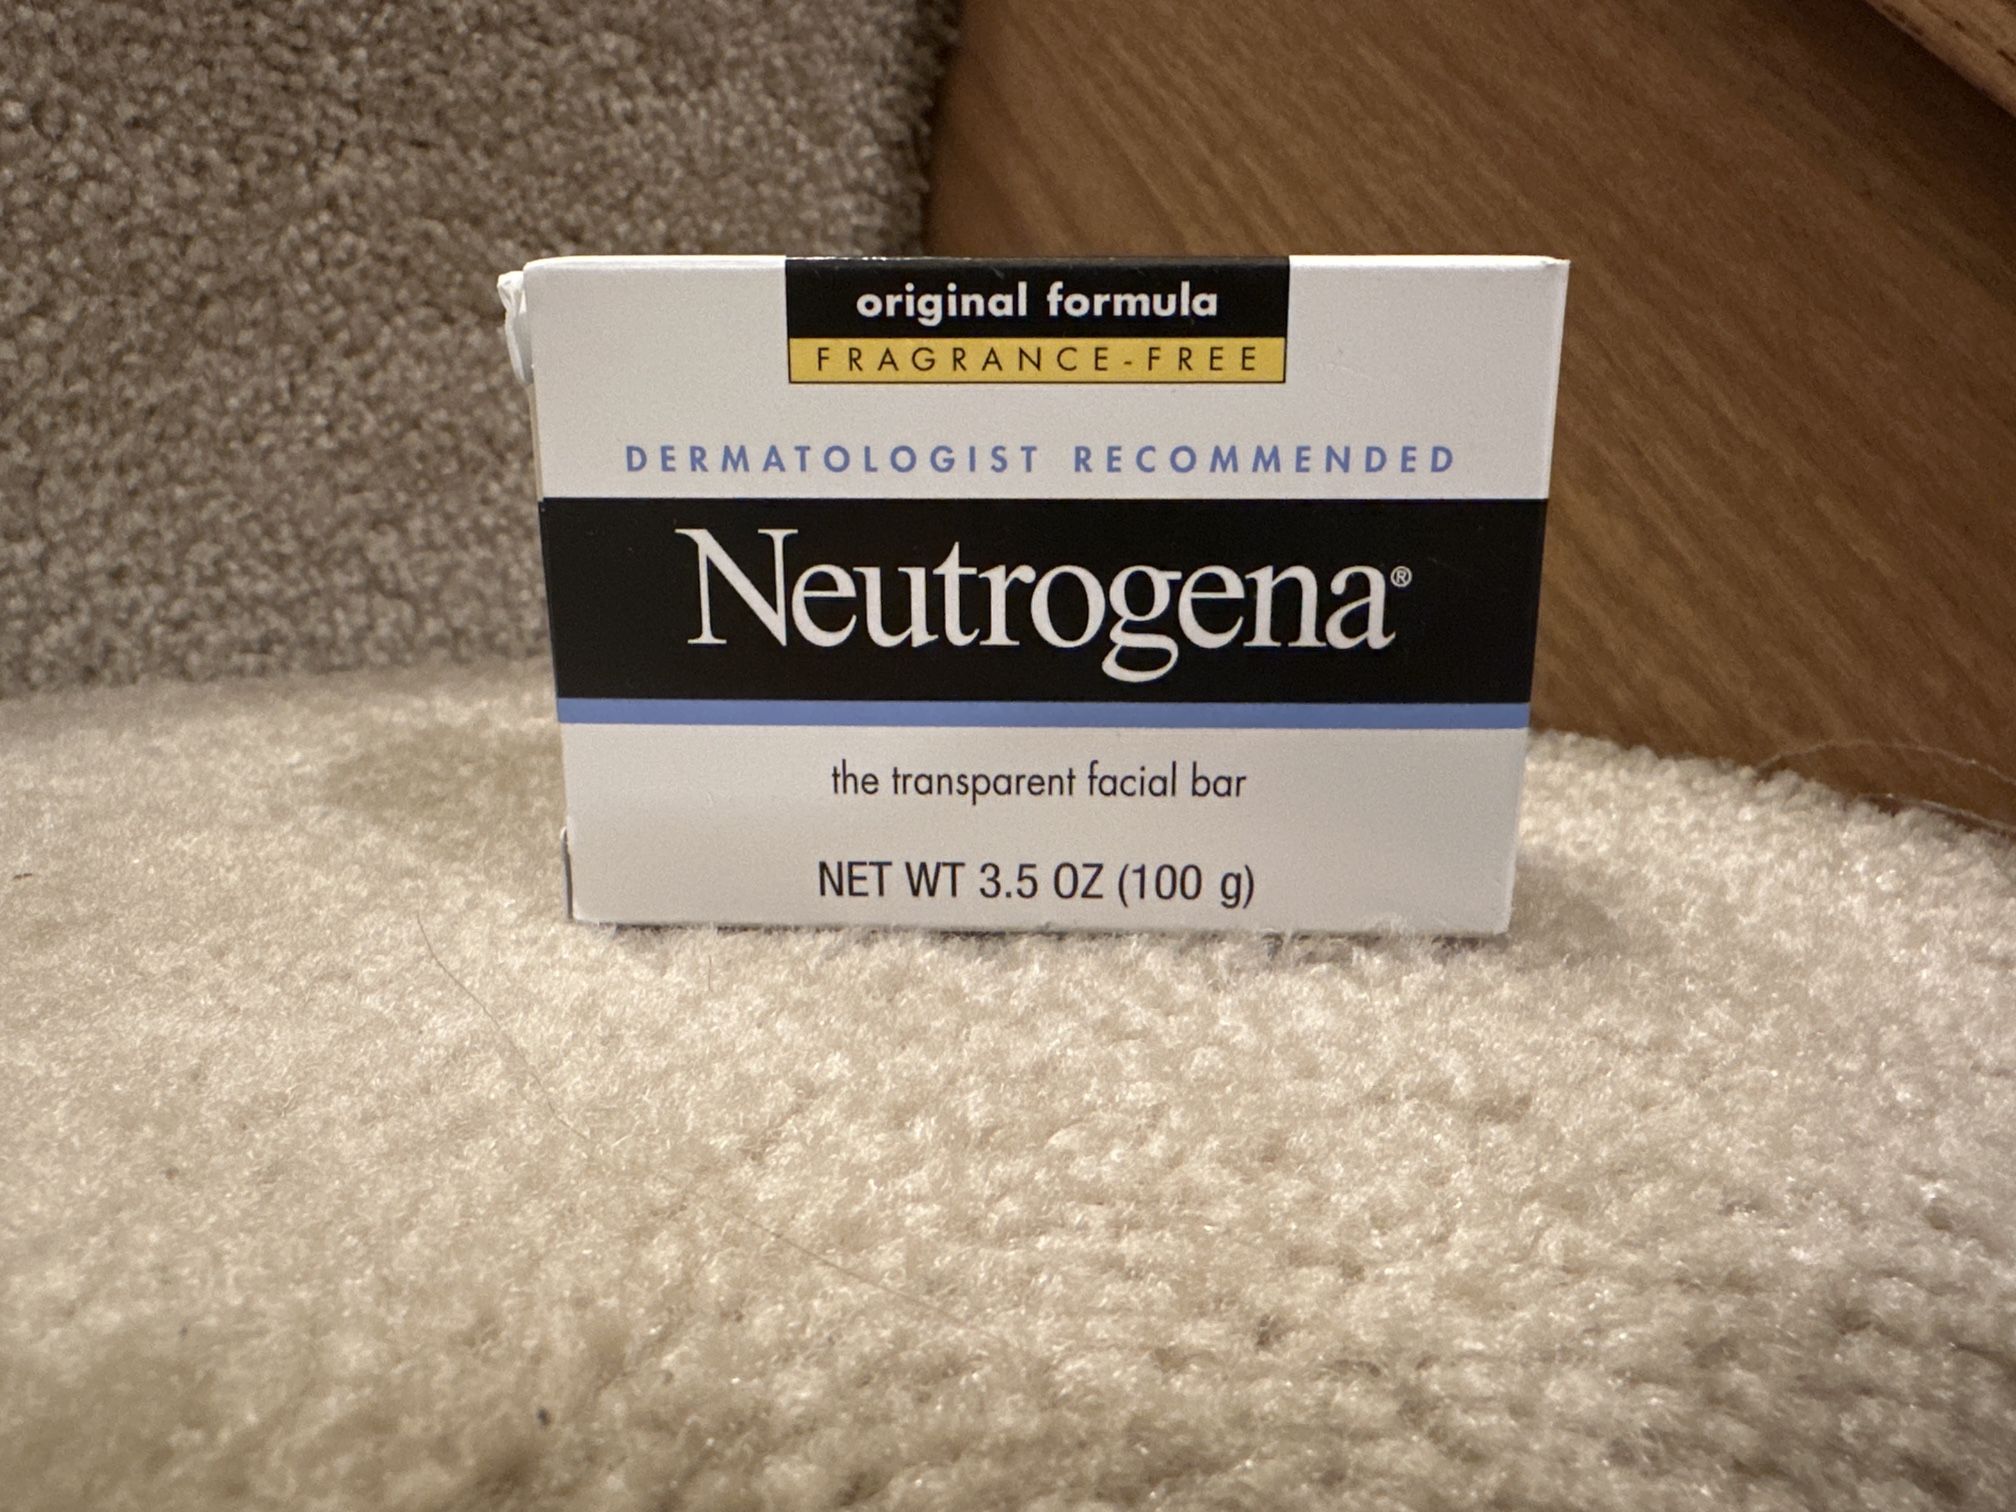 original formula
FRAGRANCE-FREE
DERMATOLOGIST RECOMMENDED
Neutrogena®
the transparent facial bar
NET WT 3.5 OZ (100 g)